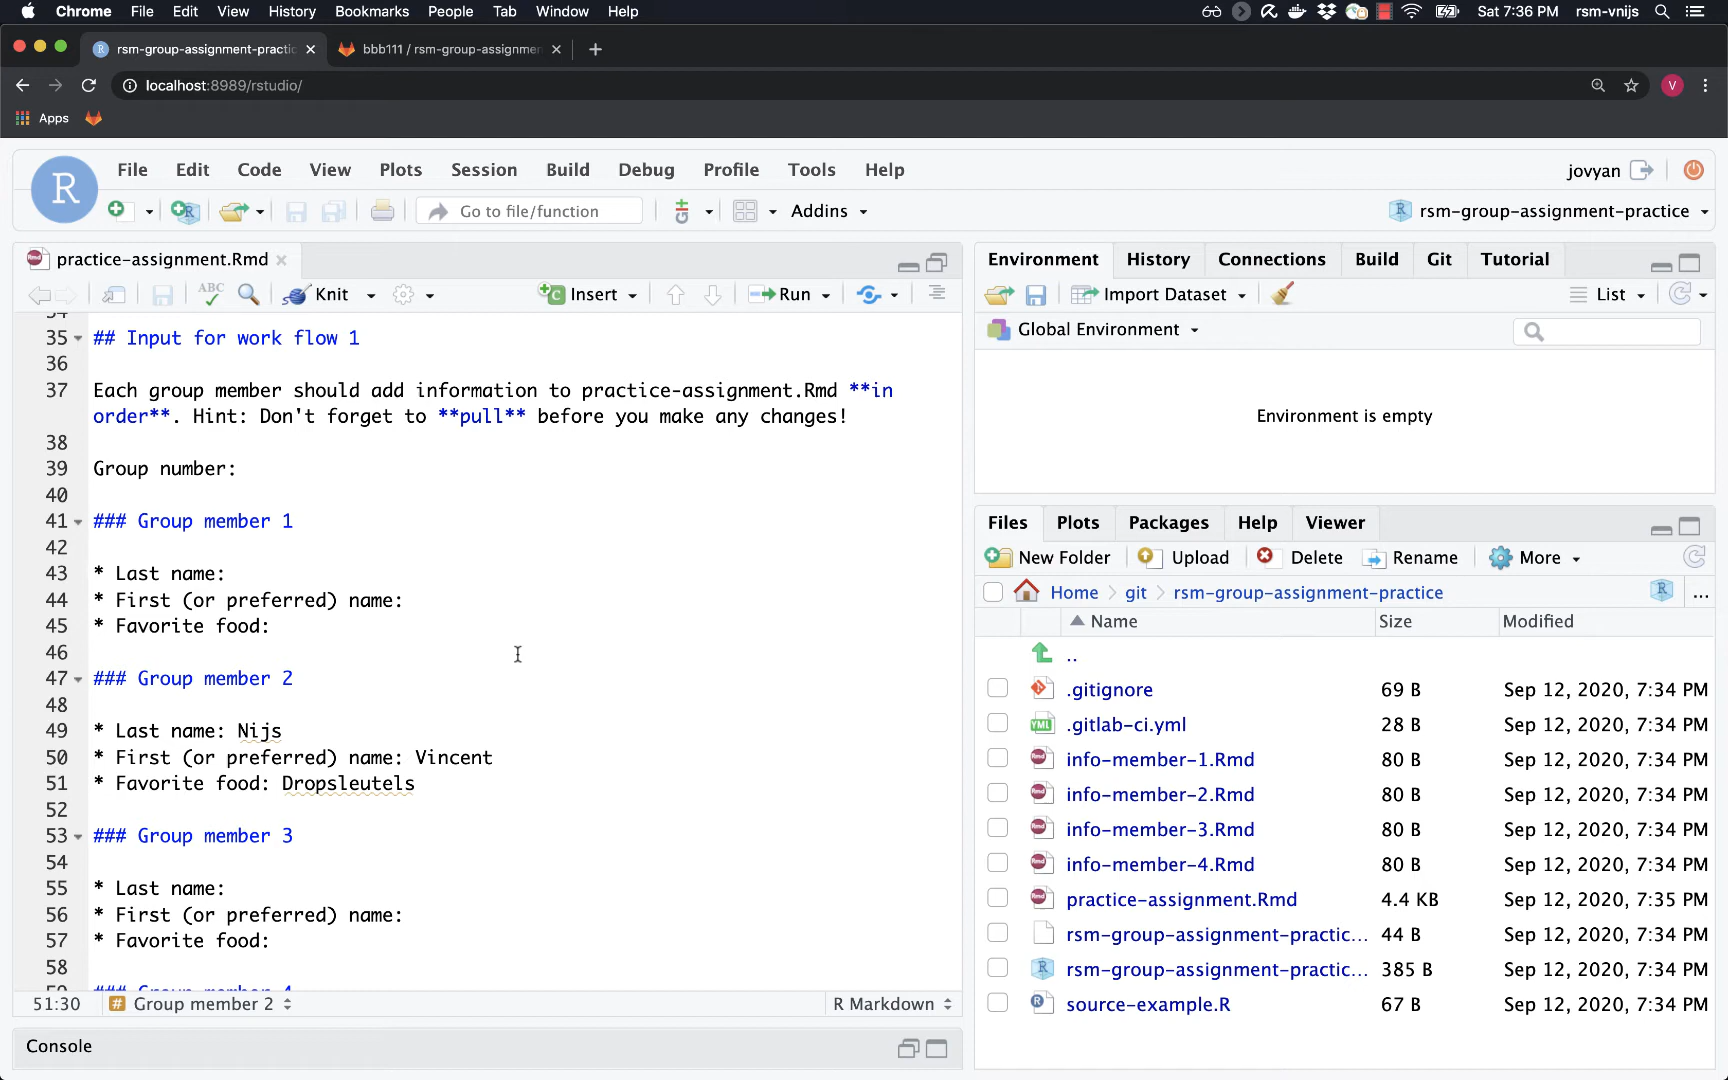 Chrome File Edit View History Bookmarks People Tab Window Help Sat 7:36 PM rsm-vnijs
rsm-group-assignment-practic bbb111 / rsm-group-assignmen
localhost:8989/rstudio/ V
Apps
R File Edit Code View Plots Session Build Debug Profile Tools Help jovyan
Go to file/function Addins rsm-group-assignment-practice
practice-assignment.Rmd
ABC Knit Insert Run
35 ## Input for work flow 1
36
37 Each group member should add information to practice-assignment.Rmd **in
order**. Hint: Don't forget to **pull** before you make any changes!
38
39 Group number:
40
41 ### Group member 1
42
43 * Last name:
44 * First (or preferred) name:
45 * Favorite food:
46
47 ### Group member 2
48
49 * Last name: Nijs
50 * First (or preferred) name: Vincent
51 * Favorite food: Dropsleutels
52
53 ### Group member 3
54
55 * Last name:
56 * First (or preferred) name:
57 * Favorite food:
58
51:30 # Group member 2 R Markdown
Console
Environment History Connections Build Git Tutorial
Import Dataset List
Global Environment
Environment is empty
Files Plots Packages Help Viewer
New Folder Upload Delete Rename More
Home git rsm-group-assignment-practice ...
Name Size Modified
..
.gitignore 69 B Sep 12, 2020, 7:34 PM
.gitlab-ci.yml 28 B Sep 12, 2020, 7:34 PM
info-member-1.Rmd 80 B Sep 12, 2020, 7:34 PM
info-member-2.Rmd 80 B Sep 12, 2020, 7:34 PM
info-member-3.Rmd 80 B Sep 12, 2020, 7:34 PM
info-member-4.Rmd 80 B Sep 12, 2020, 7:34 PM
practice-assignment.Rmd 4.4 KB Sep 12, 2020, 7:35 PM
rsm-group-assignment-practic... 44 B Sep 12, 2020, 7:34 PM
rsm-group-assignment-practic... 385 B Sep 12, 2020, 7:34 PM
source-example.R 67 B Sep 12, 2020, 7:34 PM